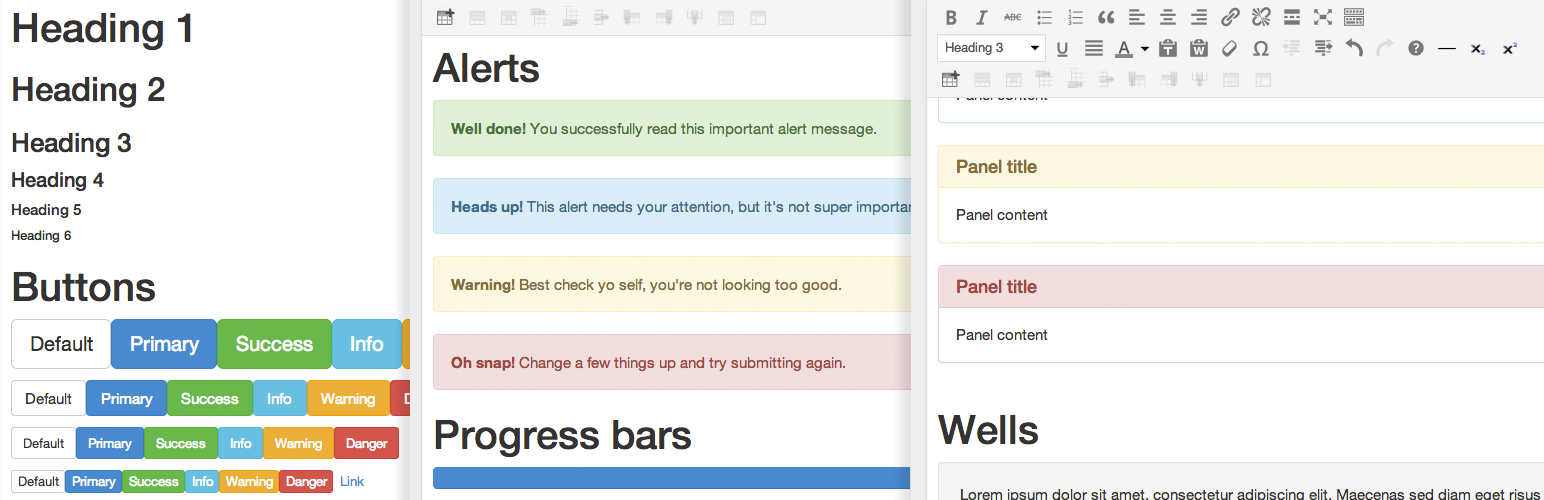 Heading 1
Heading 2
Heading 3
Heading 4
Heading 5
Heading 6
Buttons
Default Primary Success Info
Default Primary Success Info Warning D
Default Primary Success Info Warning Danger
Default Primary Success Info Warning Danger Link
Alerts
Well done! You successfully read this important alert message.
Heads up! This alert needs your attention, but it's not super importan
Warning! Best check yo self, you're not looking too good.
Oh snap! Change a few things up and try submitting again.
Progress bars
B I ABC
Heading 3 U A T W Ω ? x₂ x²
Panel content
Panel title
Panel content
Panel title
Panel content
Wells
Lorem ipsum dolor sit amet, consectetur adipiscing elit. Maecenas sed diam eget risus